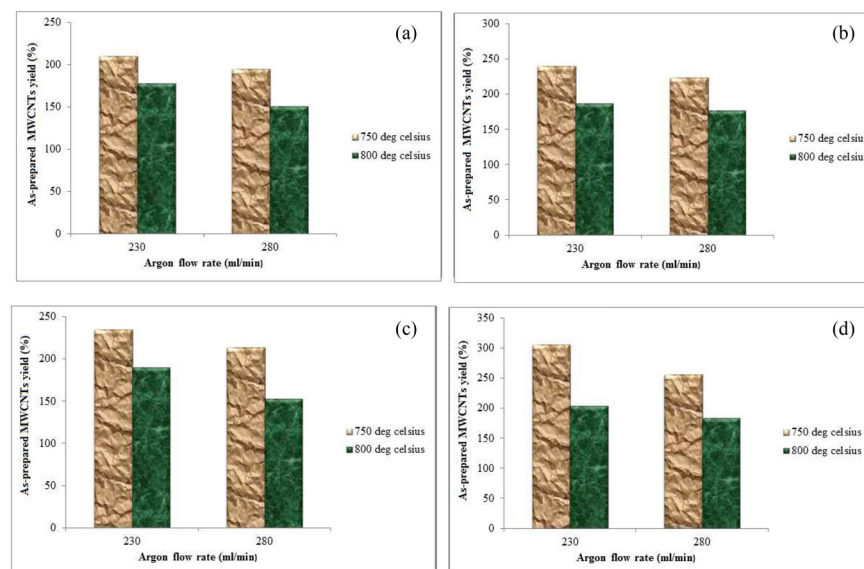 (a)
As-prepared MWCNTs yield (%)
250
200
150
100
50
0
230
280
Argon flow rate (ml/min)
750 deg celsius
800 deg celsius
(b)
As-prepared MWCNTs yield (%)
300
250
200
150
100
50
0
230
280
Argon flow rate (ml/min)
750 deg celsius
800 deg celsius
(c)
As-prepared MWCNTs yield (%)
250
200
150
100
50
0
230
280
Argon flow rate (ml/min)
750 deg celsius
800 deg celsius
(d)
As-prepared MWCNTs yield (%)
350
300
250
200
150
100
50
0
230
280
Argon flow rate (ml/min)
750 deg celsius
800 deg celsius